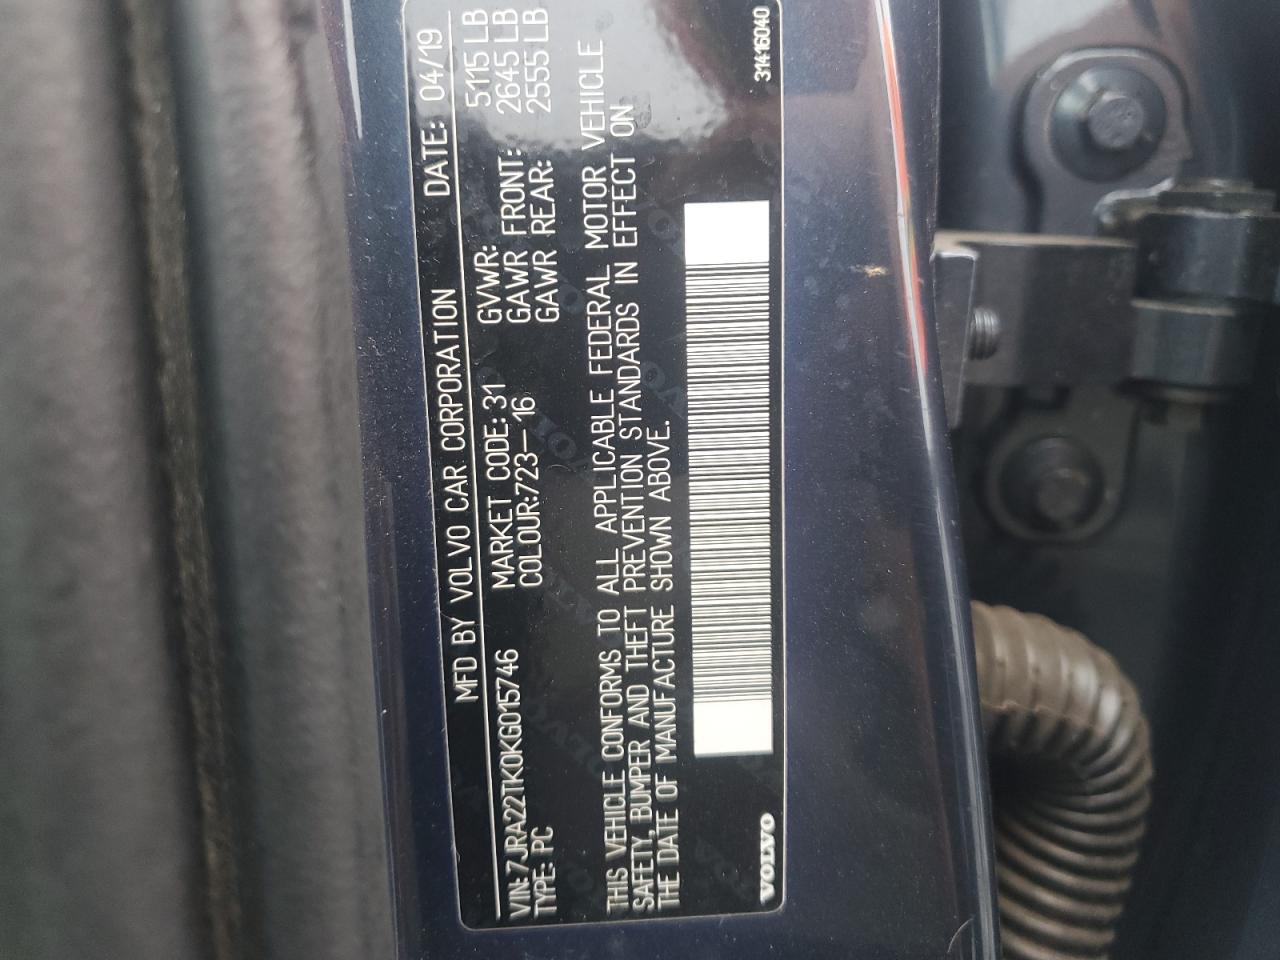 MFD BY VOLVO CAR CORPORATION DATE: 04/19
VIN: 7JRA22TK0KG015746 MARKET CODE: 31 GVWR: 5115 LB
TYPE: PC COLOUR:723-16 GAWR FRONT: 2645 LB
GAWR REAR: 2555 LB
THIS VEHICLE CONFORMS TO ALL APPLICABLE FEDERAL MOTOR VEHICLE
SAFETY, BUMPER AND THEFT PREVENTION STANDARDS IN EFFECT ON
THE DATE OF MANUFACTURE SHOWN ABOVE.
VOLVO 31416040